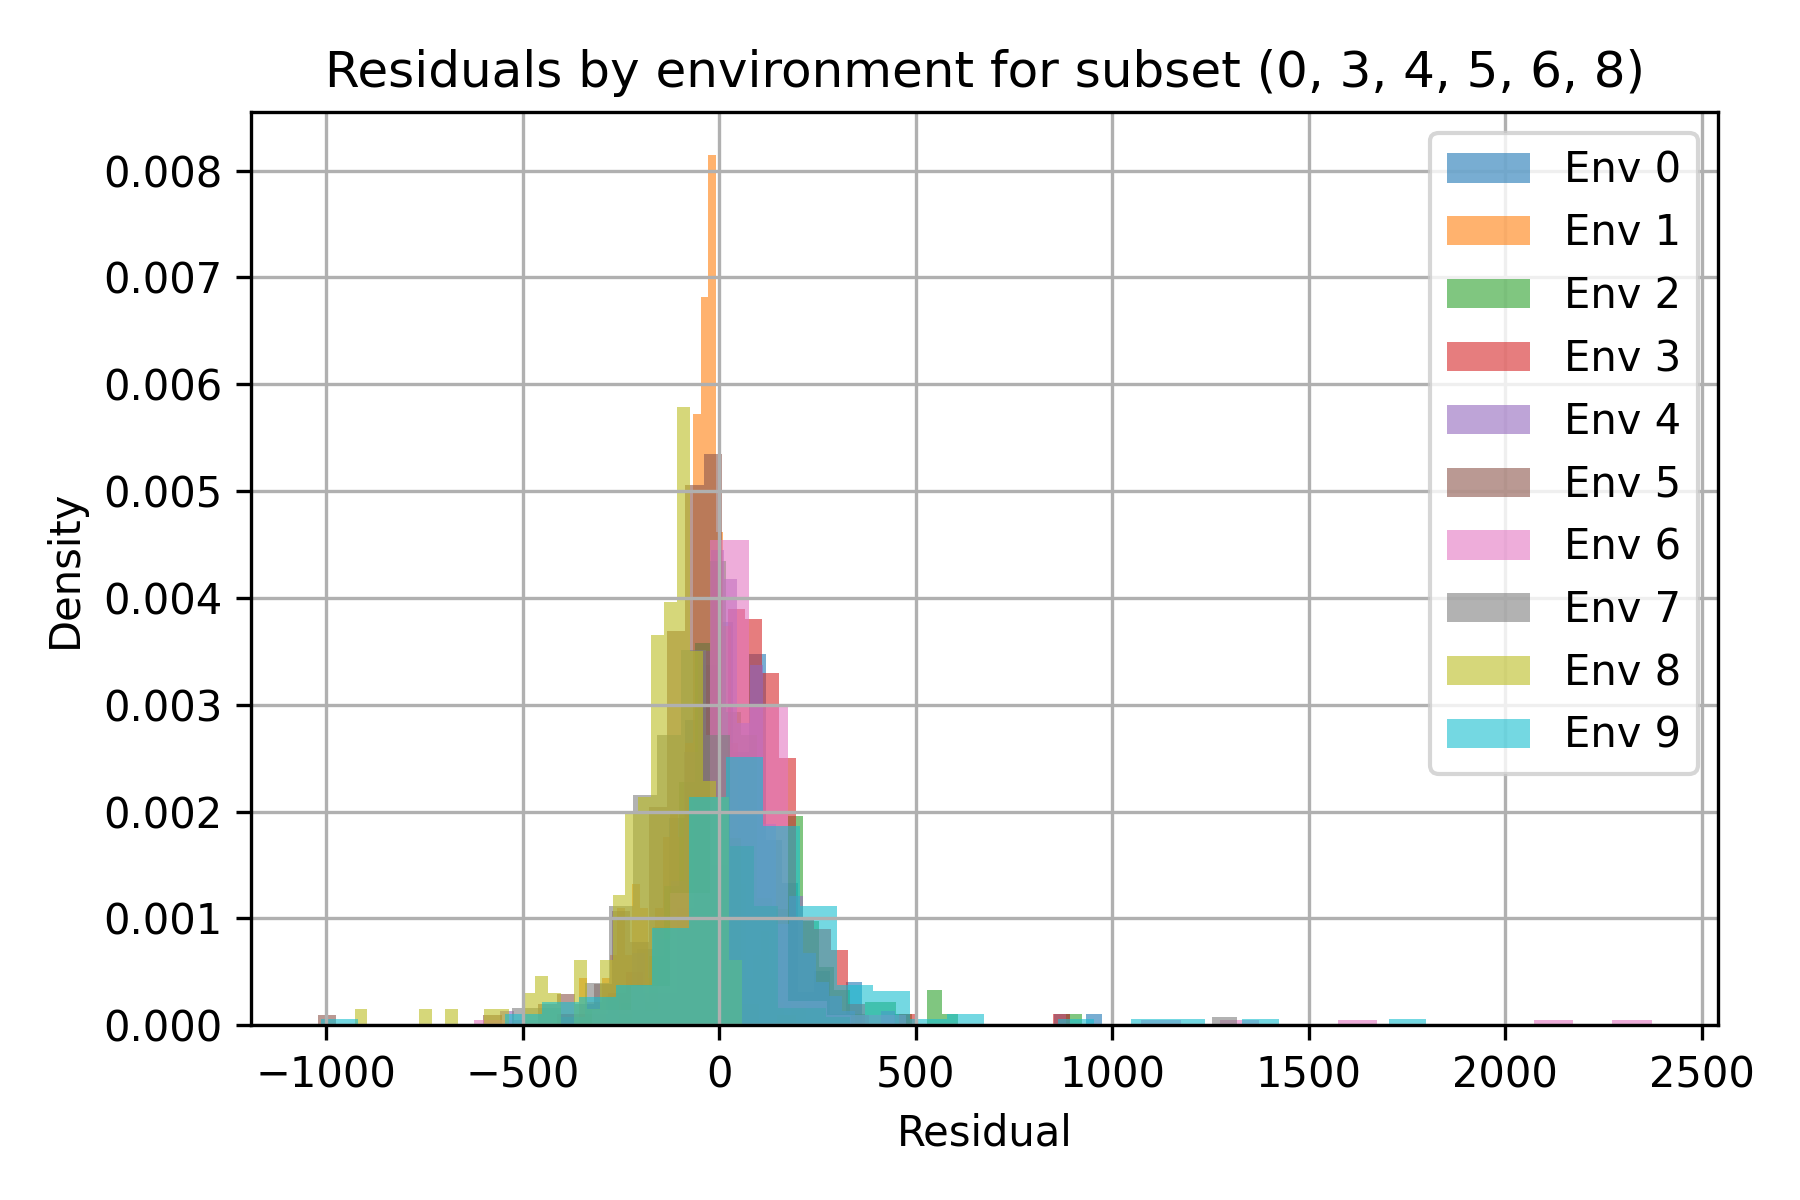 Residuals by environment for subset (0, 3, 4, 5, 6, 8)
Density
0.008
0.007
0.006
0.005
0.004
0.003
0.002
0.001
0.000
Env 0
Env 1
Env 2
Env 3
Env 4
Env 5
Env 6
Env 7
Env 8
Env 9
−1000 −500 0 500 1000 1500 2000 2500
Residual